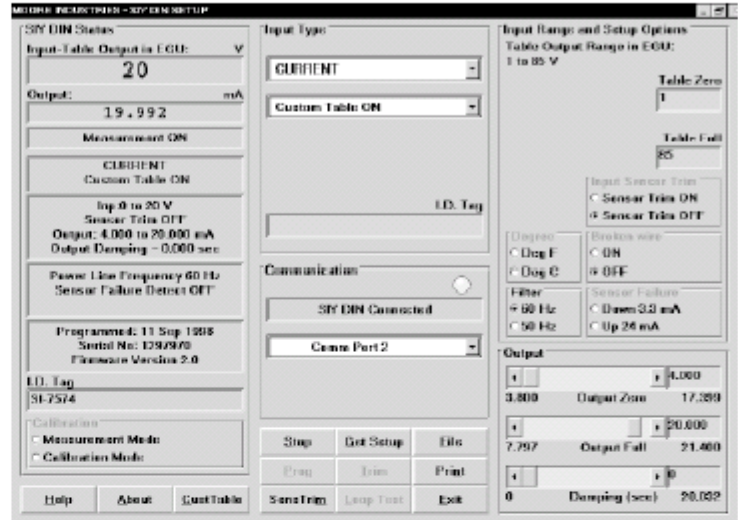 MOORE INDUSTRIES - SIY DIN SETUP
SIY DIN Status
Input-Table Output in EGU: V
20
Output: mA
19.992
Measurement ON
CURRENT
Custom Table ON
Inp:0 to 20 V
Sensor Trim OFF
Output: 4.000 to 20.000 mA
Output Damping - 0.000 sec
Power Line Frequency 60 Hz
Sensor Failure Detect OFF
Programmed: 11 Sep 1998
Serial No: 1297970
Firmware Version 2.0
I.D. Tag
SI-7574
Calibration
Measurement Mode
Calibration Mode
Help About CustTable
Input Type
CURRENT
Custom Table ON
I.D. Tag
Communication
SIY DIN Connected
Comm Port 2
Stop Get Setup File
Prog Trim Print
SensTrim Loop Test Exit
Input Range and Setup Options
Table Output Range in EGU:
1 to 85 V
Table Zero
1
Table Full
85
Input Sensor Trim
Sensor Trim ON
Sensor Trim OFF
Degree
Deg F
Deg C
Broken wire
ON
OFF
Filter
60 Hz
50 Hz
Sensor Failure
Down 3.3 mA
Up 24 mA
Output
4.000
3.800 Output Zero 17.399
20.000
7.797 Output Full 21.400
0
0 Damping (sec) 20.032